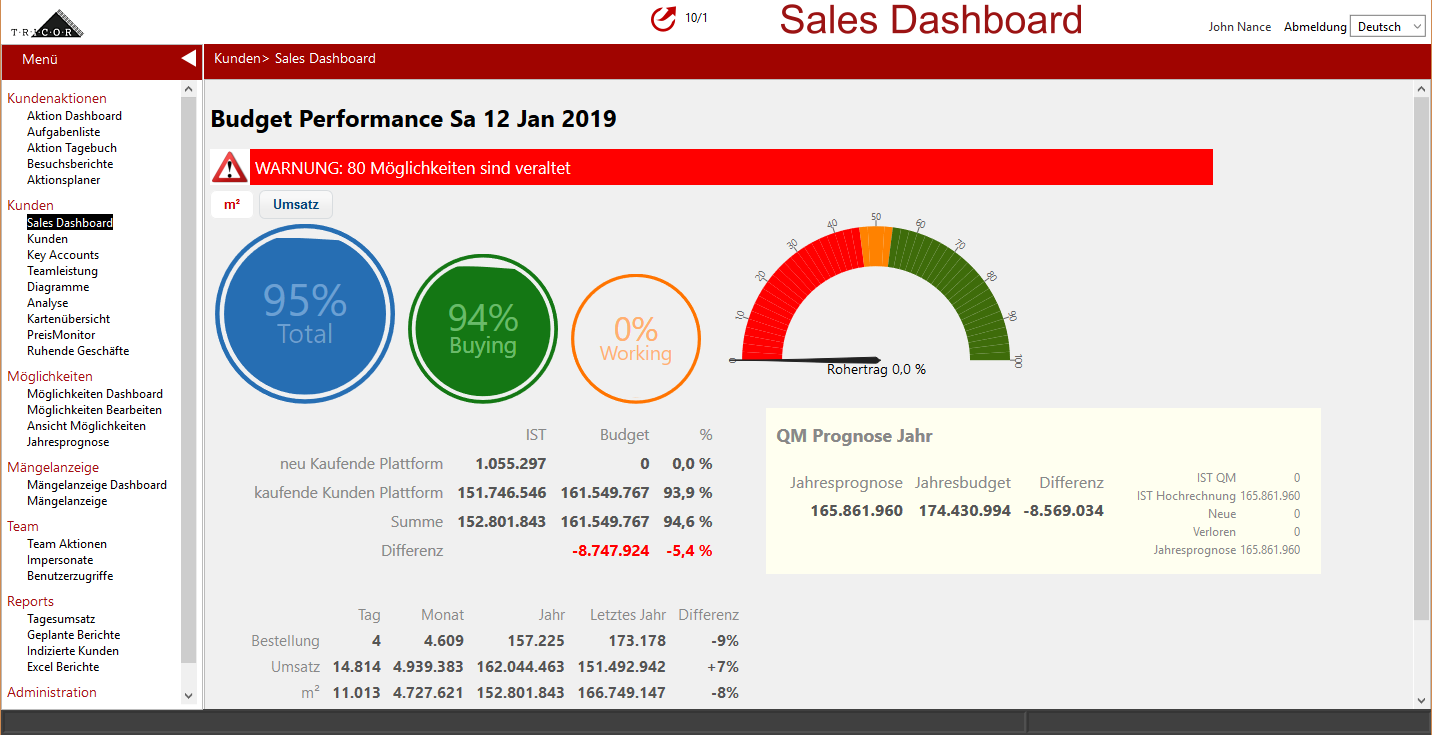 TRICOR
10/1
Sales Dashboard
John Nance Abmeldung Deutsch
Menü
Kunden> Sales Dashboard
Kundenaktionen
Aktion Dashboard
Aufgabenliste
Aktion Tagebuch
Besuchsberichte
Aktionsplaner
Kunden
Sales Dashboard
Kunden
Key Accounts
Teamleistung
Diagramme
Analyse
Kartenübersicht
PreisMonitor
Ruhende Geschäfte
Möglichkeiten
Möglichkeiten Dashboard
Möglichkeiten Bearbeiten
Ansicht Möglichkeiten
Jahresprognose
Mängelanzeige
Mängelanzeige Dashboard
Mängelanzeige
Team
Team Aktionen
Impersonate
Benutzerzugriffe
Reports
Tagesumsatz
Geplante Berichte
Indizierte Kunden
Excel Berichte
Administration
Budget Performance Sa 12 Jan 2019
WARNUNG: 80 Möglichkeiten sind veraltet
m² Umsatz
95%
Total
94%
Buying
0%
Working
0 10 20 30 40 50 60 70 80 90 100
Rohertrag 0,0 %
IST Budget %
neu Kaufende Plattform 1.055.297 0 0,0 %
kaufende Kunden Plattform 151.746.546 161.549.767 93,9 %
Summe 152.801.843 161.549.767 94,6 %
Differenz -8.747.924 -5,4 %
QM Prognose Jahr
Jahresprognose Jahresbudget Differenz
165.861.960 174.430.994 -8.569.034
IST QM 0
IST Hochrechnung 165.861.960
Neue 0
Verloren 0
Jahresprognose 165.861.960
Tag Monat Jahr Letztes Jahr Differenz
Bestellung 4 4.609 157.225 173.178 -9%
Umsatz 14.814 4.939.383 162.044.463 151.492.942 +7%
m² 11.013 4.727.621 152.801.843 166.749.147 -8%